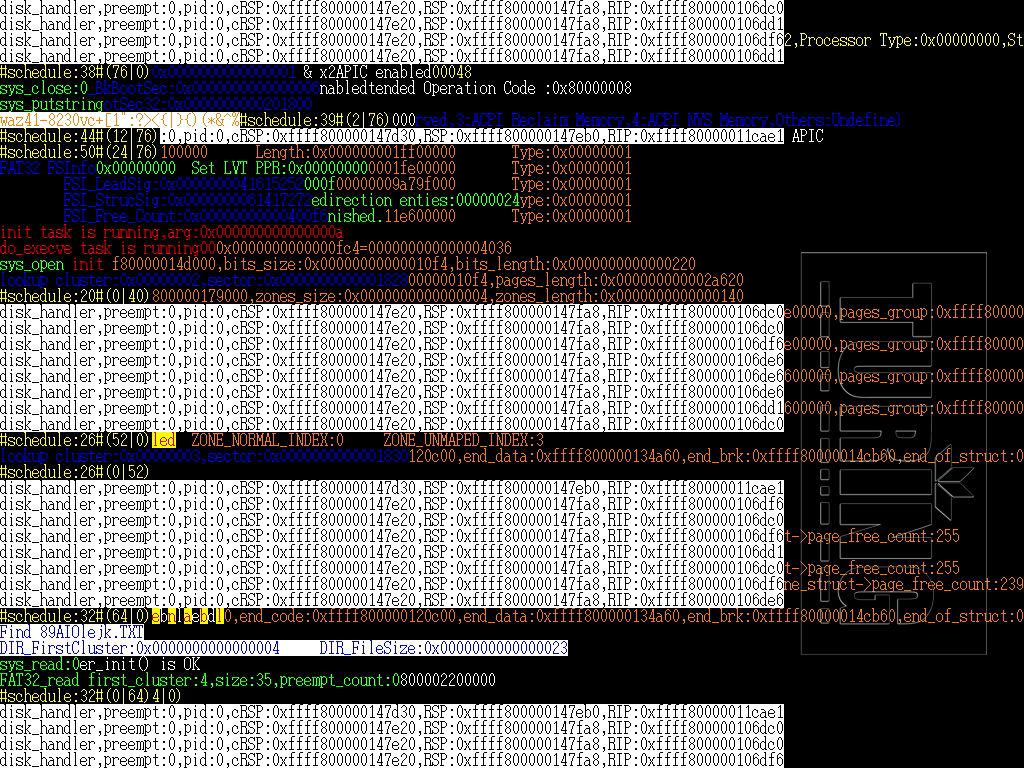 disk_handler,preempt:0,pid:0,cRSP:0xffff800000147e20,RSP:0xffff800000147fa8,RIP:0xffff800000106dc0
disk_handler,preempt:0,pid:0,cRSP:0xffff800000147d30,RSP:0xffff800000147fa8,RIP:0xffff800000106dd1
disk_handler,preempt:0,pid:0,cRSP:0xffff800000147e20,RSP:0xffff800000147fa8,RIP:0xffff800000106df62,Processor Type:0x00000000,St
disk_handler,preempt:0,pid:0,cRSP:0xffff800000147e20,RSP:0xffff800000147fa8,RIP:0xffff800000106dd1
#schedule:38#(76|0)0x0000000000000001 & x2APIC enabled00048
sys_close:0_BkBootSec:0x0000000000000006nabledtended Operation Code :0x80000008
sys_putstringotSec32:0x0000000000201800
waz41-8230vc+[1":?>X{|}()(*&^%#schedule:39#(2|76)000rved,3:ACPI Reclaim Memory,4:ACPI NVS Memory,Others:Undefine)
#schedule:44#(12|76):0,pid:0,cRSP:0xffff800000147d30,RSP:0xffff800000147eb0,RIP:0xffff80000011cae1 APIC
#schedule:50#(24|76)100000 Length:0x000000001ff00000 Type:0x00000001
FAT32 FSInfo0x00000000 Set LVT PPR:0x000000000001fe00000 Type:0x00000001
FSI_LeadSig:0x0000000041615252000f00000009a79f000 Type:0x00000001
FSI_StrucSig:0x0000000061417272edirection enties:00000024ype:0x00000001
FSI_Free_Count:0x0000000000400f6nished.11e600000 Type:0x00000001
init task is running,arg:0x000000000000000a
do_execve task is running000x0000000000000fc4=000000000000004036
sys_open init f80000014d000,bits_size:0x00000000000010f4,bits_length:0x0000000000000220
lookup cluster:0x00000002,sector:0x000000000000182800000010f4,pages_length:0x000000000002a620
#schedule:20#(0|40)800000179000,zones_size:0x0000000000000004,zones_length:0x0000000000000140
disk_handler,preempt:0,pid:0,cRSP:0xffff800000147e20,RSP:0xffff800000147fa8,RIP:0xffff800000106dc0e00000,pages_group:0xffff80000
disk_handler,preempt:0,pid:0,cRSP:0xffff800000147d30,RSP:0xffff800000147fa8,RIP:0xffff800000106dd1
disk_handler,preempt:0,pid:0,cRSP:0xffff800000147e20,RSP:0xffff800000147fa8,RIP:0xffff800000106df6e00000,pages_group:0xffff80000
disk_handler,preempt:0,pid:0,cRSP:0xffff800000147d30,RSP:0xffff800000147fa8,RIP:0xffff800000106de6
disk_handler,preempt:0,pid:0,cRSP:0xffff800000147e20,RSP:0xffff800000147fa8,RIP:0xffff800000106de6600000,pages_group:0xffff80000
disk_handler,preempt:0,pid:0,cRSP:0xffff800000147e20,RSP:0xffff800000147fa8,RIP:0xffff800000106de6
disk_handler,preempt:0,pid:0,cRSP:0xffff800000147e20,RSP:0xffff800000147fa8,RIP:0xffff800000106dd1600000,pages_group:0xffff80000
disk_handler,preempt:0,pid:0,cRSP:0xffff800000147e20,RSP:0xffff800000147fa8,RIP:0xffff800000106dc0
#schedule:26#(52|0)led ZONE_NORMAL_INDEX:0 ZONE_UNMAPED_INDEX:3
lookup cluster:0x00000003,sector:0x0000000000001830120c00,end_data:0xffff800000134a60,end_brk:0xffff80000014cb60,end_of_struct:0
#schedule:26#(0|52)
disk_handler,preempt:0,pid:0,cRSP:0xffff800000147d30,RSP:0xffff800000147eb0,RIP:0xffff80000011cae1
disk_handler,preempt:0,pid:0,cRSP:0xffff800000147e20,RSP:0xffff800000147fa8,RIP:0xffff800000106df6
disk_handler,preempt:0,pid:0,cRSP:0xffff800000147e20,RSP:0xffff800000147fa8,RIP:0xffff800000106dc0
disk_handler,preempt:0,pid:0,cRSP:0xffff800000147e20,RSP:0xffff800000147fa8,RIP:0xffff800000106df6t->page_free_count:255
disk_handler,preempt:0,pid:0,cRSP:0xffff800000147e20,RSP:0xffff800000147fa8,RIP:0xffff800000106dd1
disk_handler,preempt:0,pid:0,cRSP:0xffff800000147e20,RSP:0xffff800000147fa8,RIP:0xffff800000106dc0t->page_free_count:255
disk_handler,preempt:0,pid:0,cRSP:0xffff800000147e20,RSP:0xffff800000147fa8,RIP:0xffff800000106df6ne_struct->page_free_count:239
disk_handler,preempt:0,pid:0,cRSP:0xffff800000147e20,RSP:0xffff800000147fa8,RIP:0xffff800000106de6
#schedule:32#(64|0) 0,end_code:0xffff800000120c00,end_data:0xffff800000134a60,end_brk:0xffff80000014cb60,end_of_struct:0
Find 89AIOlejk.TXT
DIR_FirstCluster:0x0000000000000004 DIR_FileSize:0x0000000000000023
sys_read:0er_init() is OK
FAT32_read first_cluster:4,size:35,preempt_count:0800002200000
#schedule:32#(0|64)4|0)
disk_handler,preempt:0,pid:0,cRSP:0xffff800000147d30,RSP:0xffff800000147eb0,RIP:0xffff80000011cae1
disk_handler,preempt:0,pid:0,cRSP:0xffff800000147e20,RSP:0xffff800000147fa8,RIP:0xffff800000106dc0
disk_handler,preempt:0,pid:0,cRSP:0xffff800000147e20,RSP:0xffff800000147fa8,RIP:0xffff800000106dc0
disk_handler,preempt:0,pid:0,cRSP:0xffff800000147e20,RSP:0xffff800000147fa8,RIP:0xffff800000106df6
TURING